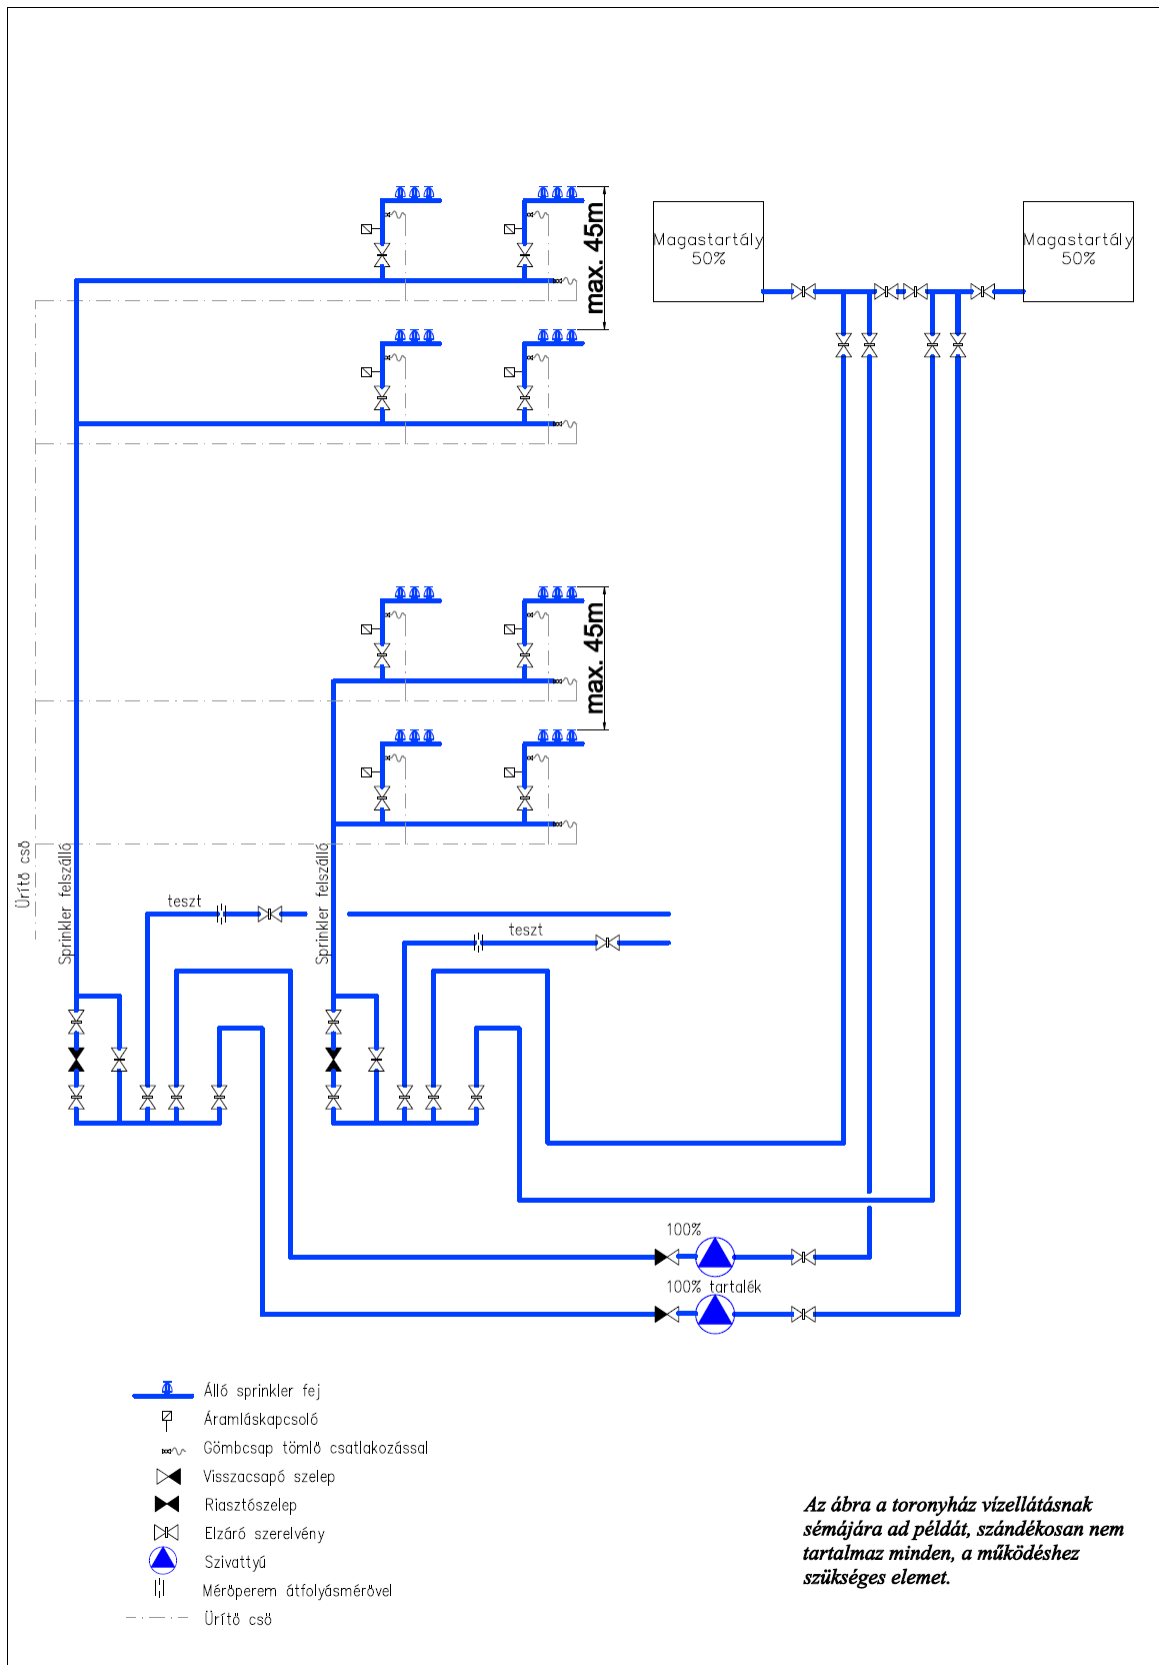 max. 45m
Magastartály
50%
Magastartály
50%
max. 45m
Ürítő cső
Sprinkler felszálló
Sprinkler felszálló
teszt
teszt
100%
100% tartalék
Álló sprinkler fej
Áramláskapcsoló
Gömbcsap tömlő csatlakozással
Visszacsapó szelep
Riasztószelep
Elzáró szerelvény
Szivattyú
Mérőperem átfolyásmérővel
Ürítő cső
Az ábra a toronyház vízellátásnak
sémájára ad példát, szándékosan nem
tartalmaz minden, a működéshez
szükséges elemet.